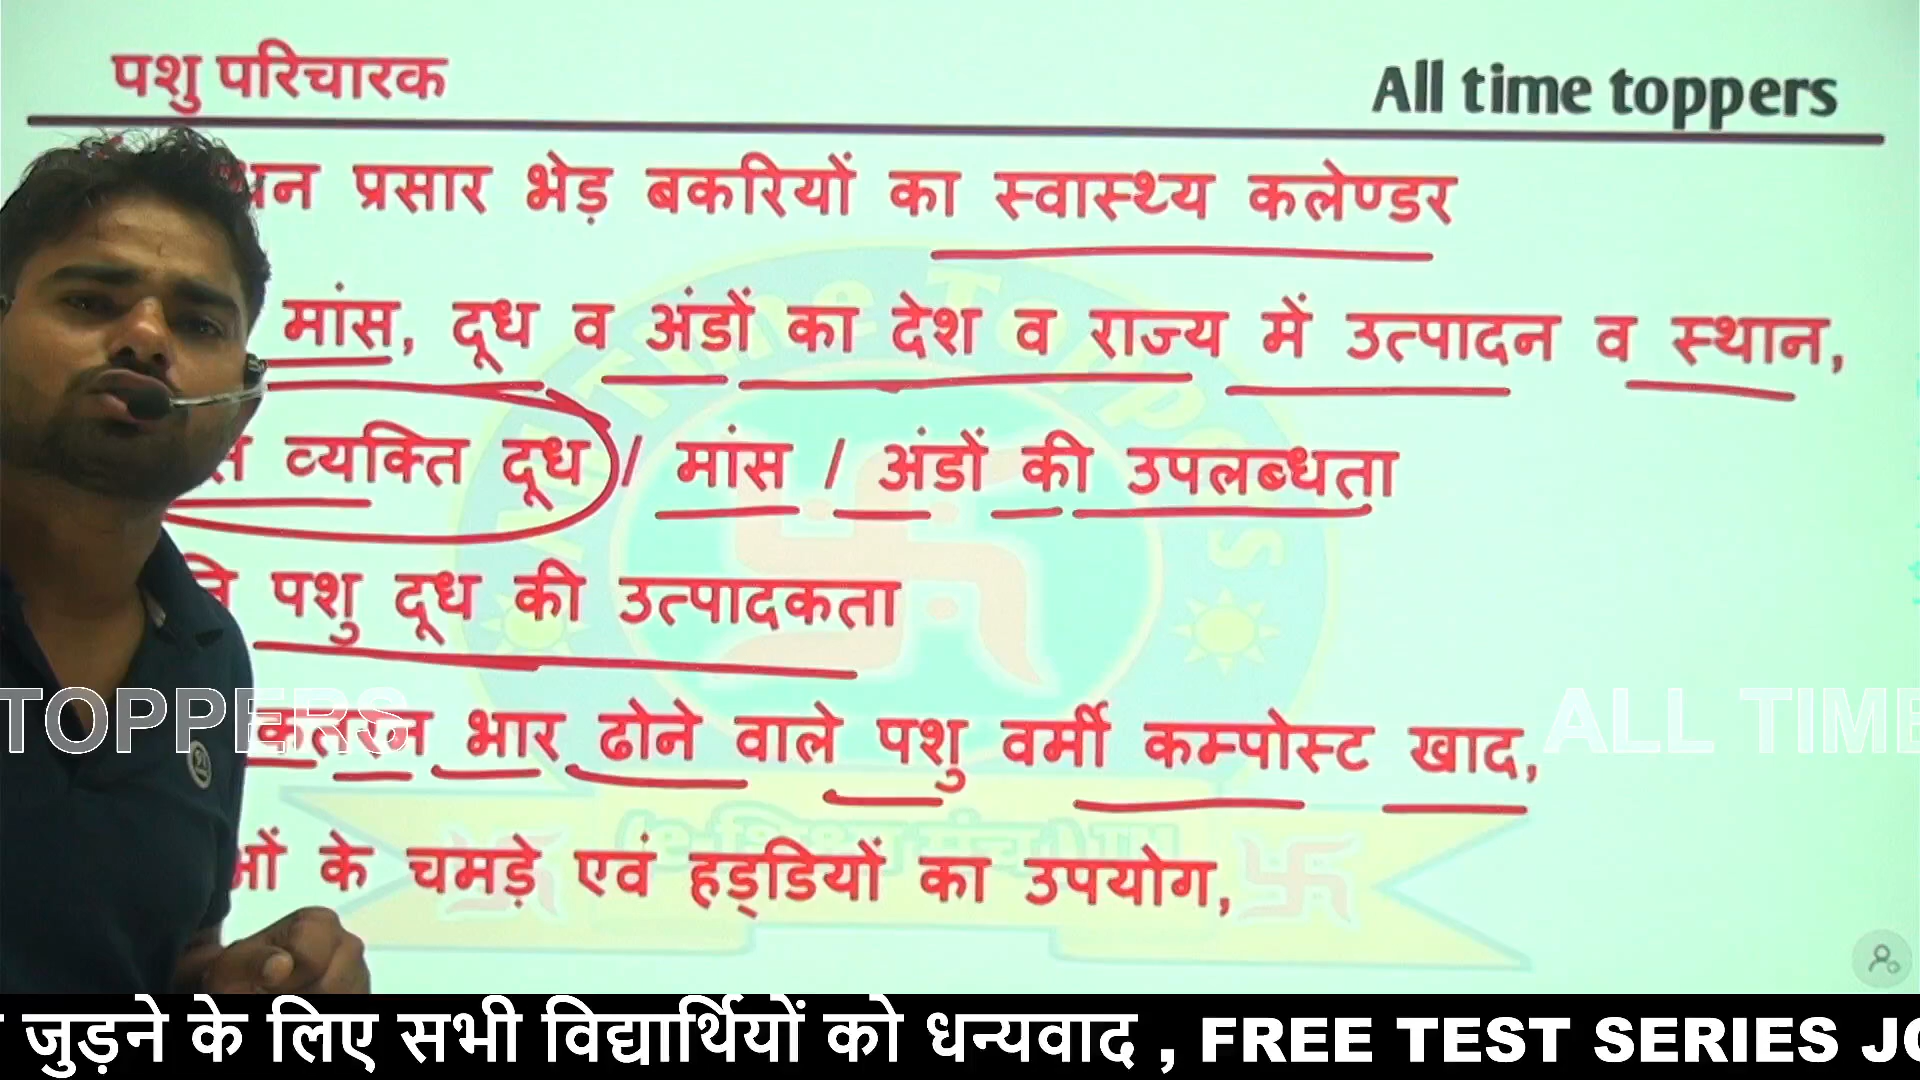 पशु परिचारक
All time toppers
प्रसार भेड़ बकरियों का स्वास्थ्य कलेण्डर
मांस, दूध व अंडों का देश व राज्य में उत्पादन व स्थान,
व्यक्ति दूध / मांस / अंडों की उपलब्धता
पशु दूध की उत्पादकता
भार ढोने वाले पशु वर्मी कम्पोस्ट खाद,
के चमड़े एवं हड्डियों का उपयोग,
TOPPERS
ALL TIME
जुड़ने के लिए सभी विद्यार्थियों को धन्यवाद , FREE TEST SERIES